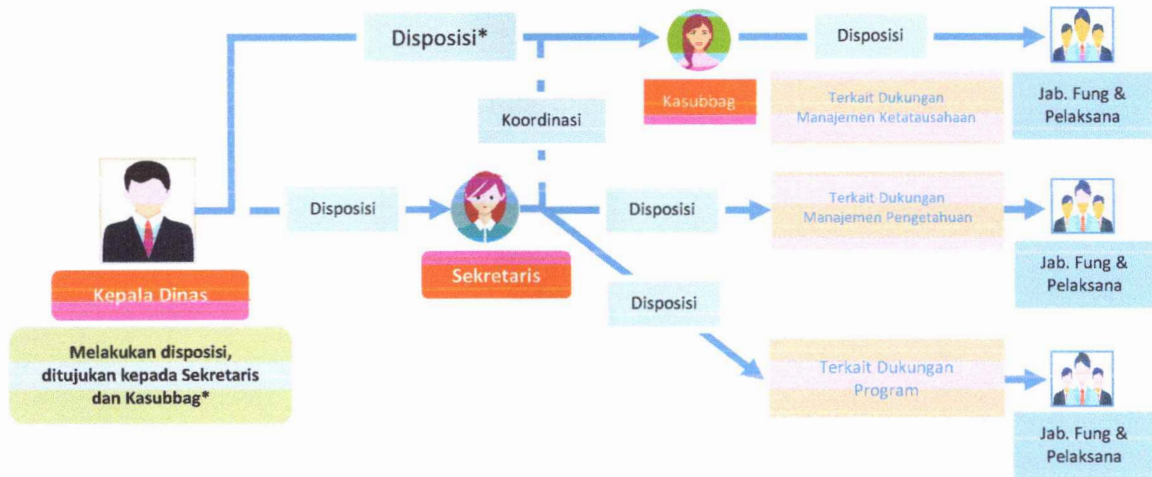 Disposisi*
Disposisi
Kasubbag
Terkait Dukungan
Manajemen Ketatausahaan
Jab. Fung &
Pelaksana
Koordinasi
Disposisi
Sekretaris
Disposisi
Terkait Dukungan
Manajemen Pengetahuan
Jab. Fung &
Pelaksana
Kepala Dinas
Melakukan disposisi,
ditujukan kepada Sekretaris
dan Kasubbag*
Disposisi
Terkait Dukungan
Program
Jab. Fung &
Pelaksana